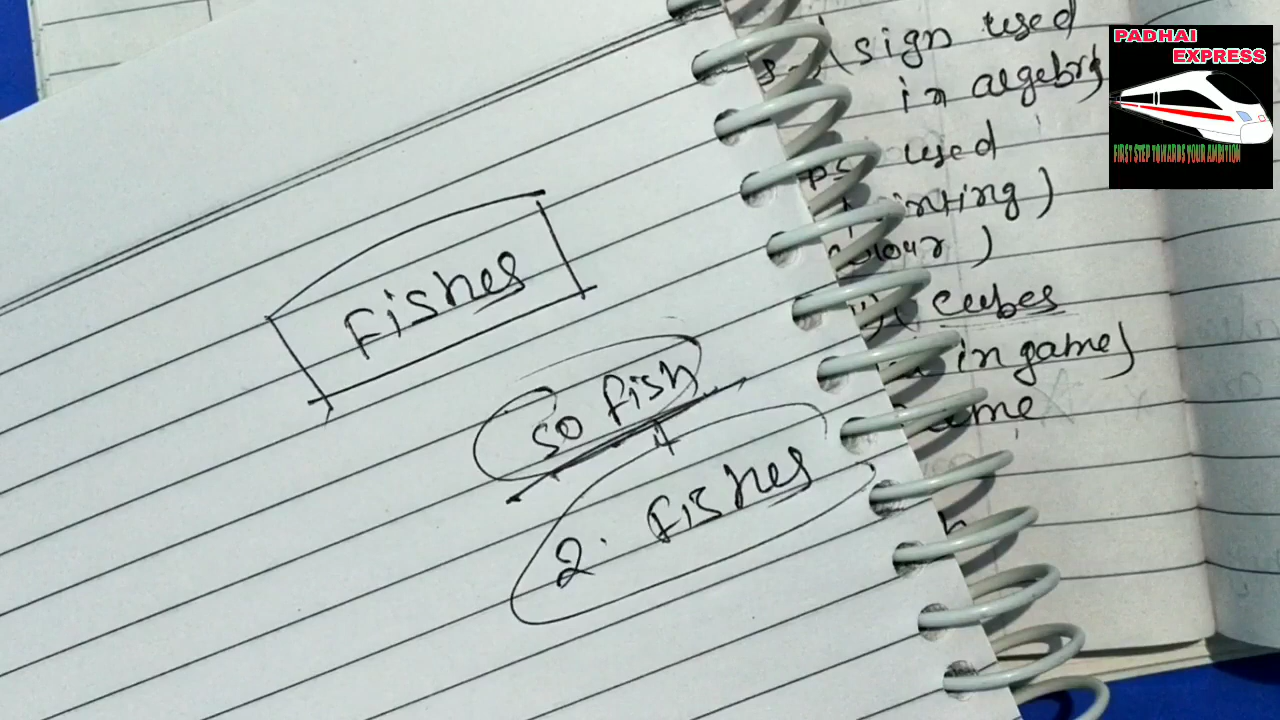 Fishes
50 fish
2. Fishes
(sign used
in algebra)
used
colour)
(cubes
in game)
PADHAI
EXPRESS
FIRST STEP TOWARDS YOUR AMBITION